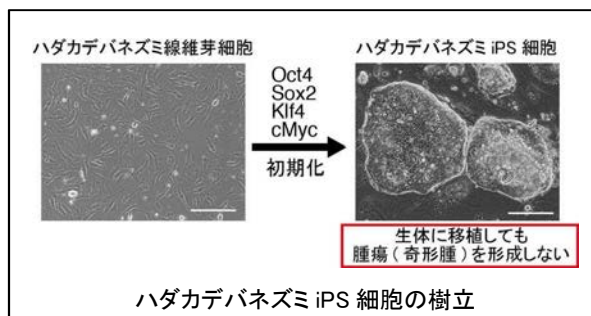 ハダカデバネズミ線維芽細胞
ハダカデバネズミ iPS 細胞
Oct4
Sox2
Klf4
cMyc
初期化
生体に移植しても
腫瘍(奇形腫)を形成しない
ハダカデバネズミ iPS 細胞の樹立